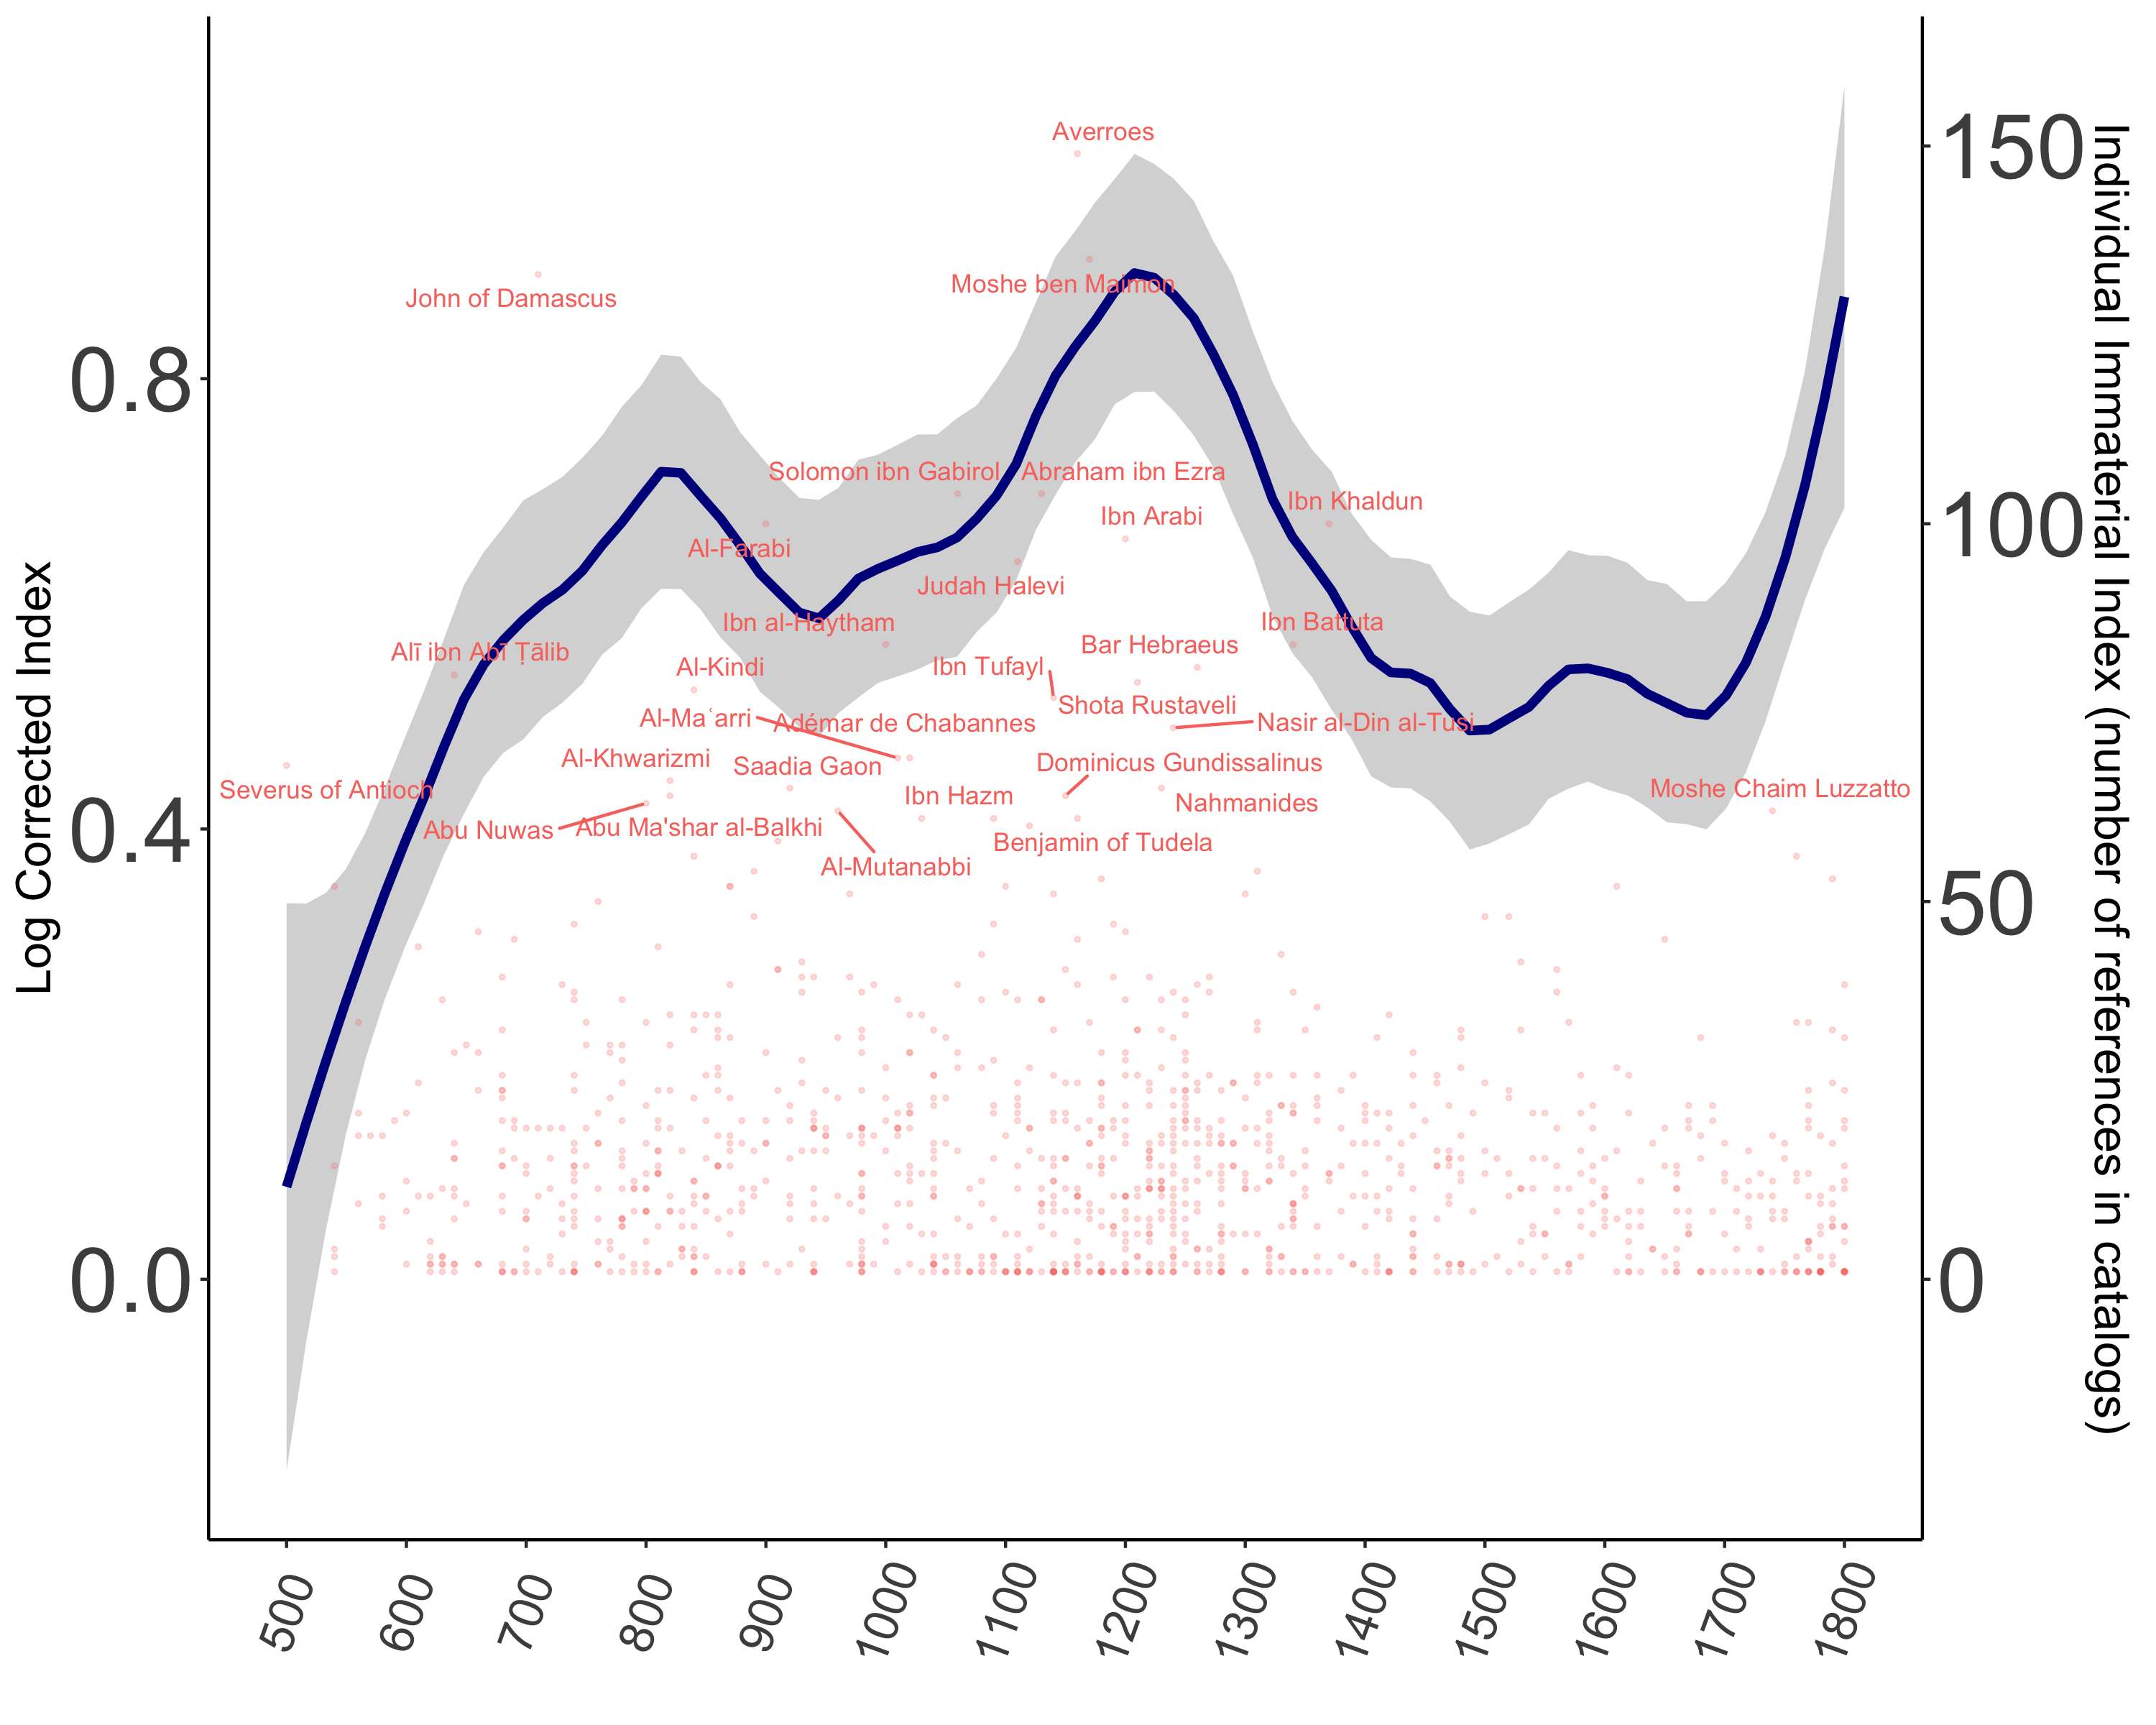 Averroes
150
John of Damascus
Moshe ben Maimon
0.8
Solomon ibn Gabirol
Abraham ibn Ezra
Ibn Khaldun
Ibn Arabi
100
Al-Farabi
Judah Halevi
Ibn al-Haytham
Ibn Battuta
Bar Hebraeus
Alī ibn Abī Ṭālib
Al-Kindi
Ibn Tufayl
Shota Rustaveli
Al-Maʿarri
Adémar de Chabannes
Nasir al-Din al-Tusi
Al-Khwarizmi
Saadia Gaon
Dominicus Gundissalinus
Severus of Antioch
Moshe Chaim Luzzatto
Ibn Hazm
Nahmanides
0.4
Abu Nuwas
Abu Ma'shar al-Balkhi
Benjamin of Tudela
Al-Mutanabbi
50
0.0
0
500
600
700
800
900
1000
1100
1200
1300
1400
1500
1600
1700
1800
Log Corrected Index
Individual Immaterial Index (number of references in catalogs)